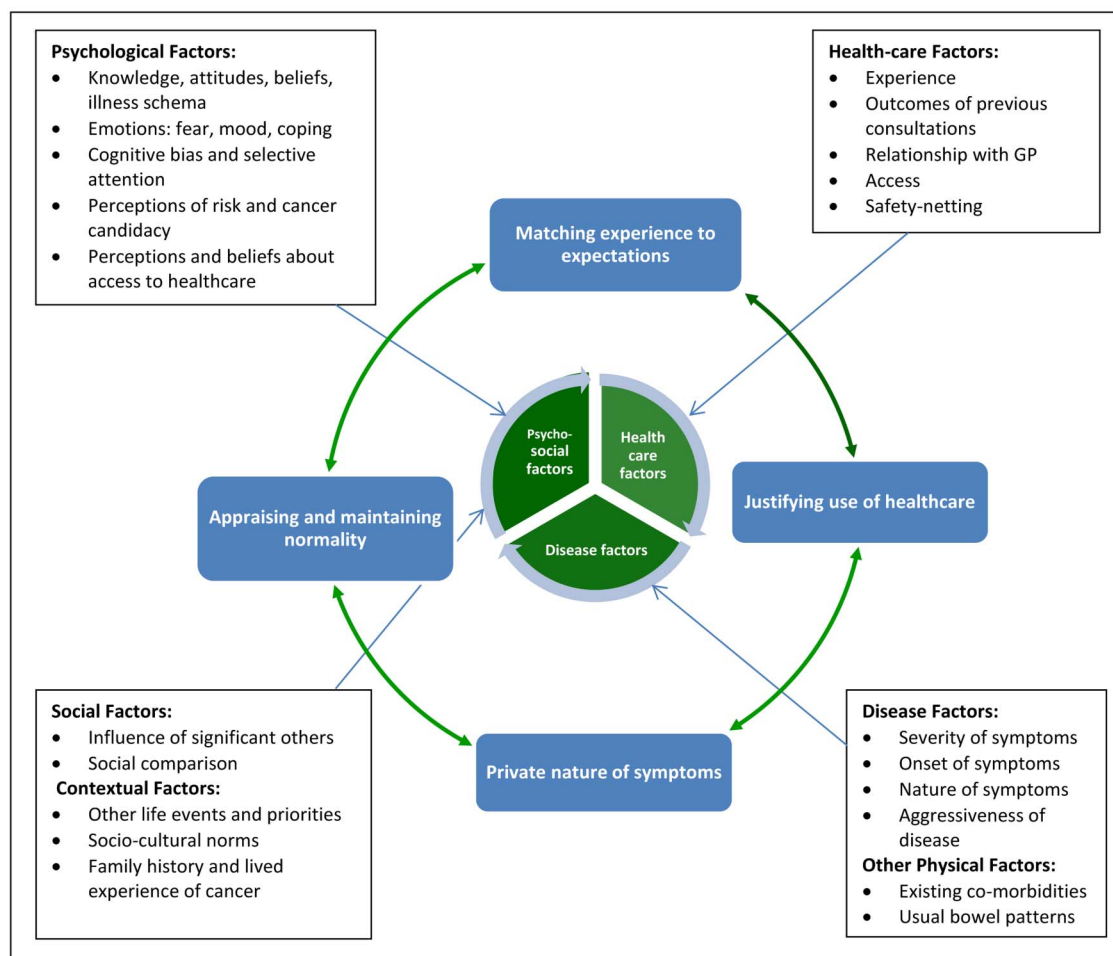 Psychological Factors:
• Knowledge, attitudes, beliefs,
illness schema
• Emotions: fear, mood, coping
• Cognitive bias and selective
attention
• Perceptions of risk and cancer
candidacy
• Perceptions and beliefs about
access to healthcare
Health-care Factors:
• Experience
• Outcomes of previous
consultations
• Relationship with GP
• Access
• Safety-netting
Matching experience to
expectations
Psycho-
social
factors
Health
care
factors
Disease factors
Appraising and maintaining
normality
Justifying use of healthcare
Private nature of symptoms
Social Factors:
• Influence of significant others
• Social comparison
Contextual Factors:
• Other life events and priorities
• Socio-cultural norms
• Family history and lived
experience of cancer
Disease Factors:
• Severity of symptoms
• Onset of symptoms
• Nature of symptoms
• Aggressiveness of
disease
Other Physical Factors:
• Existing co-morbidities
• Usual bowel patterns